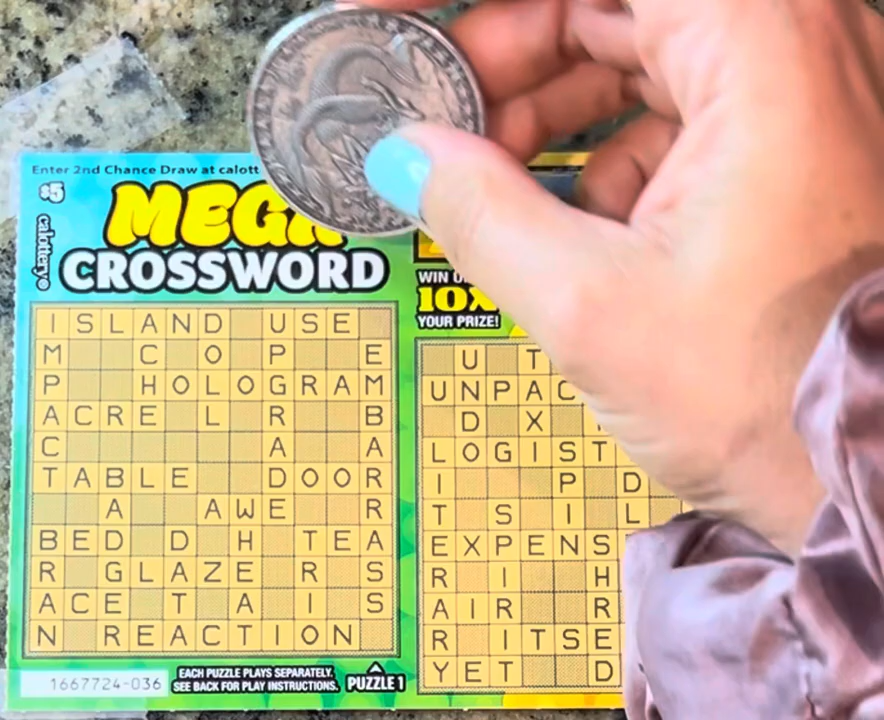 Enter 2nd Chance Draw at calott
$5
calottery
MEGA
CROSSWORD
WIN U
10X
YOUR PRIZE!
I S L A N D U S E
M C O P E
P H O L O G R A M
A C R E L R B
C A A
T A B L E D O O R
A A W E R
B E D D H T E A
R G L A Z E R S
A C E T A I S
N R E A C T I O N
U T
U N P A C
D X
L O G I S T
I P D
T S I L
E X P E N S
R I H
A I R R
R I T S E
Y E T D
1667724-036
EACH PUZZLE PLAYS SEPARATELY.
SEE BACK FOR PLAY INSTRUCTIONS.
PUZZLE 1